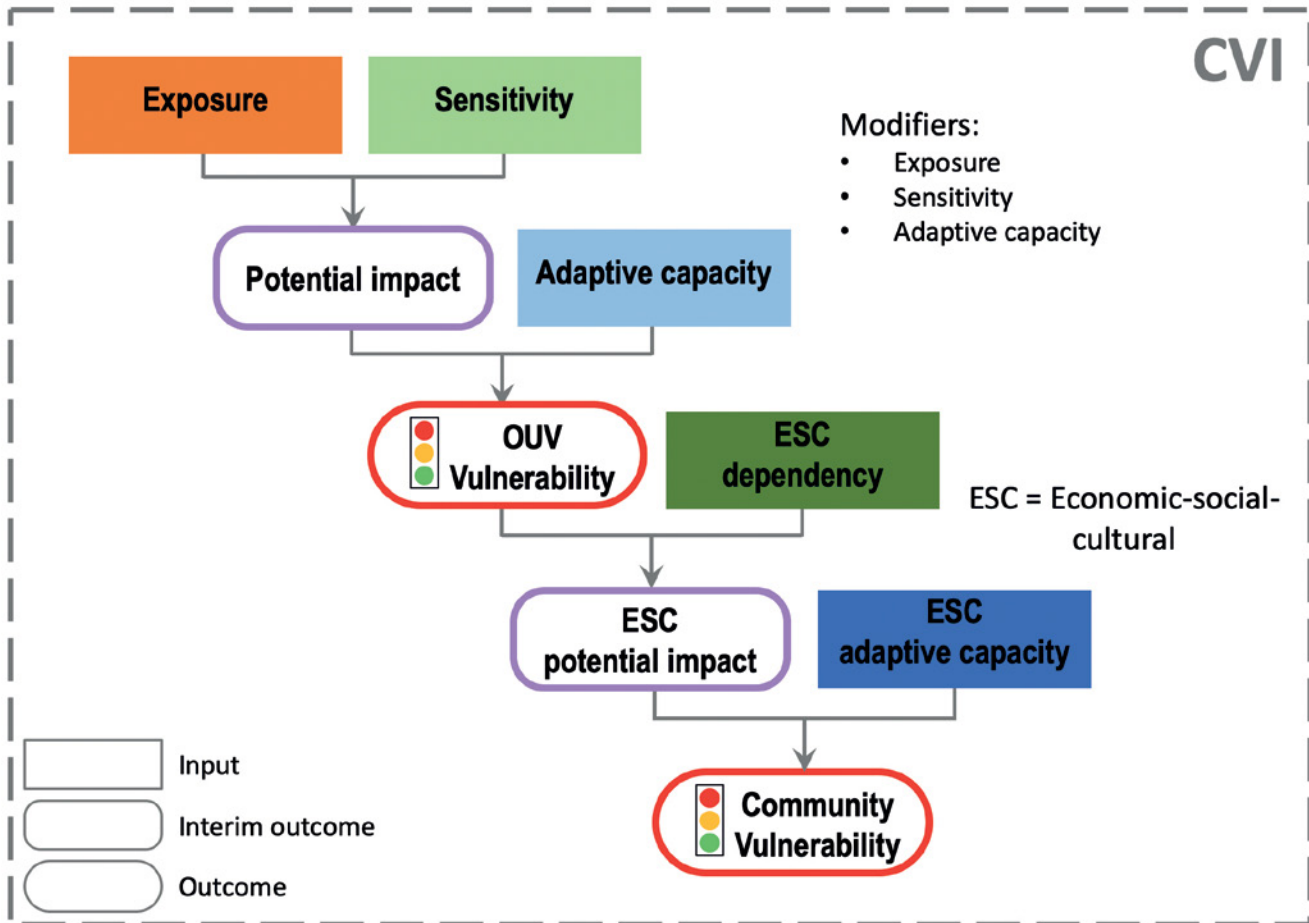 CVI
Exposure
Sensitivity
Modifiers:
• Exposure
• Sensitivity
• Adaptive capacity
Potential impact
Adaptive capacity
OUV
Vulnerability
ESC
dependency
ESC = Economic-social-
cultural
ESC
potential impact
ESC
adaptive capacity
Input
Interim outcome
Outcome
Community
Vulnerability